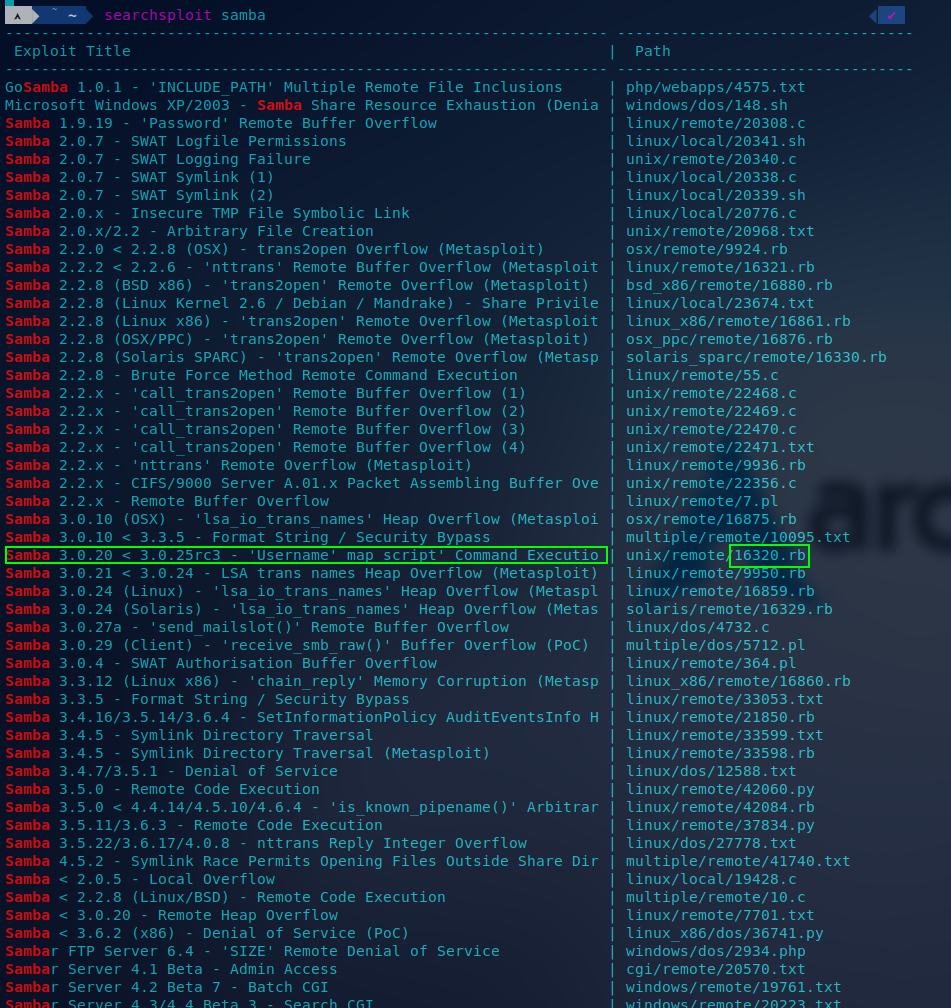 ~ ~ searchsploit samba ✔
--------------------------------------------------------------------- ---------------------------------
Exploit Title | Path
--------------------------------------------------------------------- ---------------------------------
GoSamba 1.0.1 - 'INCLUDE_PATH' Multiple Remote File Inclusions | php/webapps/4575.txt
Microsoft Windows XP/2003 - Samba Share Resource Exhaustion (Denia | windows/dos/148.sh
Samba 1.9.19 - 'Password' Remote Buffer Overflow | linux/remote/20308.c
Samba 2.0.7 - SWAT Logfile Permissions | linux/local/20341.sh
Samba 2.0.7 - SWAT Logging Failure | unix/remote/20340.c
Samba 2.0.7 - SWAT Symlink (1) | linux/local/20338.c
Samba 2.0.7 - SWAT Symlink (2) | linux/local/20339.sh
Samba 2.0.x - Insecure TMP File Symbolic Link | linux/local/20776.c
Samba 2.0.x/2.2 - Arbitrary File Creation | unix/remote/20968.txt
Samba 2.2.0 < 2.2.8 (OSX) - trans2open Overflow (Metasploit) | osx/remote/9924.rb
Samba 2.2.2 < 2.2.6 - 'nttrans' Remote Buffer Overflow (Metasploit | linux/remote/16321.rb
Samba 2.2.8 (BSD x86) - 'trans2open' Remote Overflow (Metasploit) | bsd_x86/remote/16880.rb
Samba 2.2.8 (Linux Kernel 2.6 / Debian / Mandrake) - Share Privile | linux/local/23674.txt
Samba 2.2.8 (Linux x86) - 'trans2open' Remote Overflow (Metasploit | linux_x86/remote/16861.rb
Samba 2.2.8 (OSX/PPC) - 'trans2open' Remote Overflow (Metasploit) | osx_ppc/remote/16876.rb
Samba 2.2.8 (Solaris SPARC) - 'trans2open' Remote Overflow (Metasp | solaris_sparc/remote/16330.rb
Samba 2.2.8 - Brute Force Method Remote Command Execution | linux/remote/55.c
Samba 2.2.x - 'call_trans2open' Remote Buffer Overflow (1) | unix/remote/22468.c
Samba 2.2.x - 'call_trans2open' Remote Buffer Overflow (2) | unix/remote/22469.c
Samba 2.2.x - 'call_trans2open' Remote Buffer Overflow (3) | unix/remote/22470.c
Samba 2.2.x - 'call_trans2open' Remote Buffer Overflow (4) | unix/remote/22471.txt
Samba 2.2.x - 'nttrans' Remote Overflow (Metasploit) | linux/remote/9936.rb
Samba 2.2.x - CIFS/9000 Server A.01.x Packet Assembling Buffer Ove | unix/remote/22356.c
Samba 2.2.x - Remote Buffer Overflow | linux/remote/7.pl
Samba 3.0.10 (OSX) - 'lsa_io_trans_names' Heap Overflow (Metasploi | osx/remote/16875.rb
Samba 3.0.10 < 3.3.5 - Format String / Security Bypass | multiple/remote/10095.txt
Samba 3.0.20 < 3.0.25rc3 - 'Username' map script' Command Executio | unix/remote/16320.rb
Samba 3.0.21 < 3.0.24 - LSA trans names Heap Overflow (Metasploit) | linux/remote/9950.rb
Samba 3.0.24 (Linux) - 'lsa_io_trans_names' Heap Overflow (Metaspl | linux/remote/16859.rb
Samba 3.0.24 (Solaris) - 'lsa_io_trans_names' Heap Overflow (Metas | solaris/remote/16329.rb
Samba 3.0.27a - 'send_mailslot()' Remote Buffer Overflow | linux/dos/4732.c
Samba 3.0.29 (Client) - 'receive_smb_raw()' Buffer Overflow (PoC) | multiple/dos/5712.pl
Samba 3.0.4 - SWAT Authorisation Buffer Overflow | linux/remote/364.pl
Samba 3.3.12 (Linux x86) - 'chain_reply' Memory Corruption (Metasp | linux_x86/remote/16860.rb
Samba 3.3.5 - Format String / Security Bypass | linux/remote/33053.txt
Samba 3.4.16/3.5.14/3.6.4 - SetInformationPolicy AuditEventsInfo H | linux/remote/21850.rb
Samba 3.4.5 - Symlink Directory Traversal | linux/remote/33599.txt
Samba 3.4.5 - Symlink Directory Traversal (Metasploit) | linux/remote/33598.rb
Samba 3.4.7/3.5.1 - Denial of Service | linux/dos/12588.txt
Samba 3.5.0 - Remote Code Execution | linux/remote/42060.py
Samba 3.5.0 < 4.4.14/4.5.10/4.6.4 - 'is_known_pipename()' Arbitrar | linux/remote/42084.rb
Samba 3.5.11/3.6.3 - Remote Code Execution | linux/remote/37834.py
Samba 3.5.22/3.6.17/4.0.8 - nttrans Reply Integer Overflow | linux/dos/27778.txt
Samba 4.5.2 - Symlink Race Permits Opening Files Outside Share Dir | multiple/remote/41740.txt
Samba < 2.0.5 - Local Overflow | linux/local/19428.c
Samba < 2.2.8 (Linux/BSD) - Remote Code Execution | multiple/remote/10.c
Samba < 3.0.20 - Remote Heap Overflow | linux/remote/7701.txt
Samba < 3.6.2 (x86) - Denial of Service (PoC) | linux_x86/dos/36741.py
Sambar FTP Server 6.4 - 'SIZE' Remote Denial of Service | windows/dos/2934.php
Sambar Server 4.1 Beta - Admin Access | cgi/remote/20570.txt
Sambar Server 4.2 Beta 7 - Batch CGI | windows/remote/19761.txt
Sambar Server 4.3/4.4 Beta 3 - Search CGI | windows/remote/20223.txt
arc